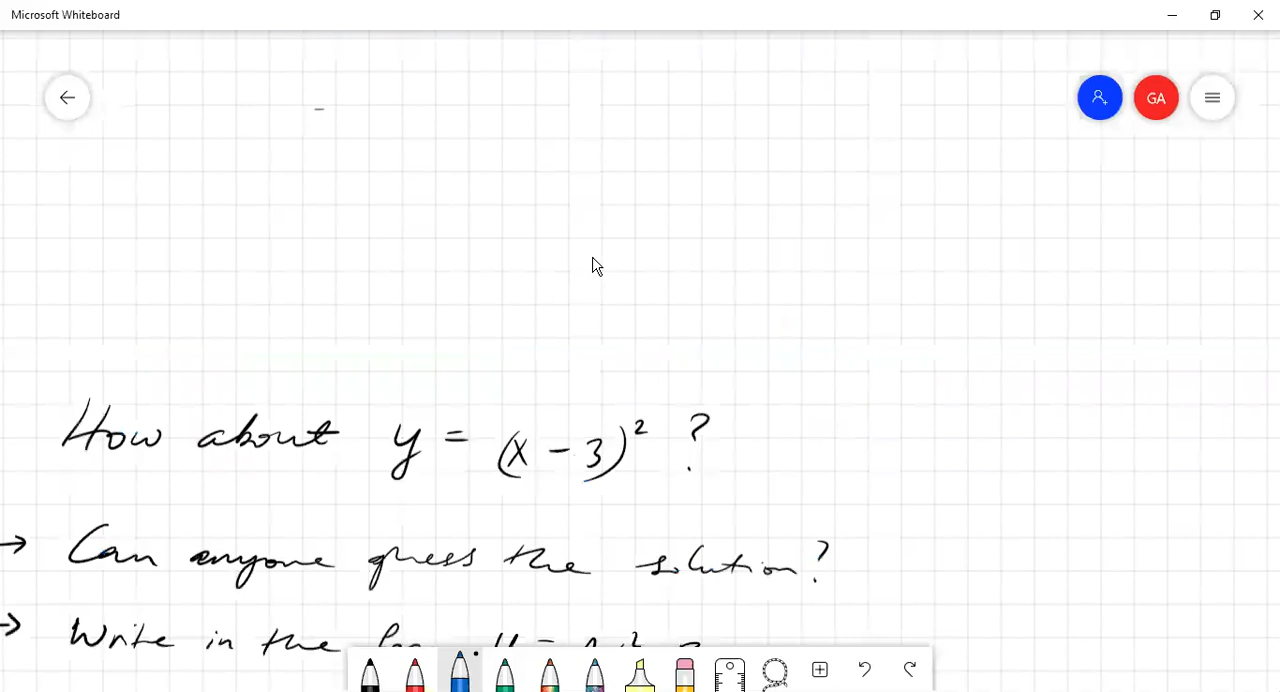 Microsoft Whiteboard
GA
How about y = (x - 3)² ?
→ Can anyone guess the solution?
→ Write in the